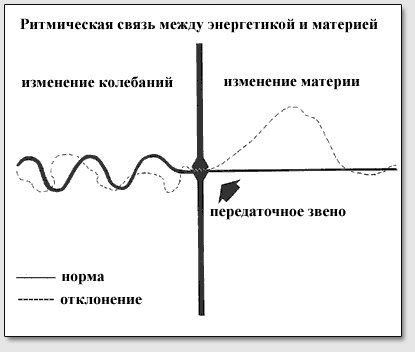 Ритмическая связь между энергетикой и материей
изменение колебаний
изменение материи
передаточное звено
норма
отклонение